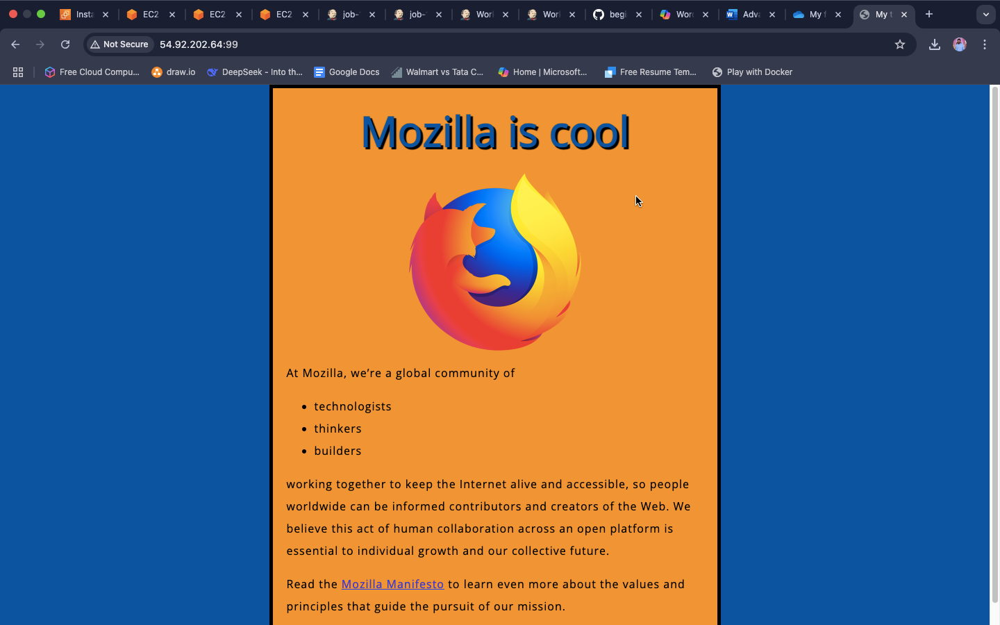 Insta
EC2
EC2
EC2
job-
job-
Worl
Worl
begi
Word
Adva
My f
My t
Not Secure
54.92.202.64:99
Free Cloud Compu...
draw.io
DeepSeek - Into th...
Google Docs
Walmart vs Tata C...
Home | Microsoft...
Free Resume Tem...
Play with Docker
Mozilla is cool
At Mozilla, we’re a global community of
• technologists
• thinkers
• builders
working together to keep the Internet alive and accessible, so people
worldwide can be informed contributors and creators of the Web. We
believe this act of human collaboration across an open platform is
essential to individual growth and our collective future.
Read the Mozilla Manifesto to learn even more about the values and
principles that guide the pursuit of our mission.